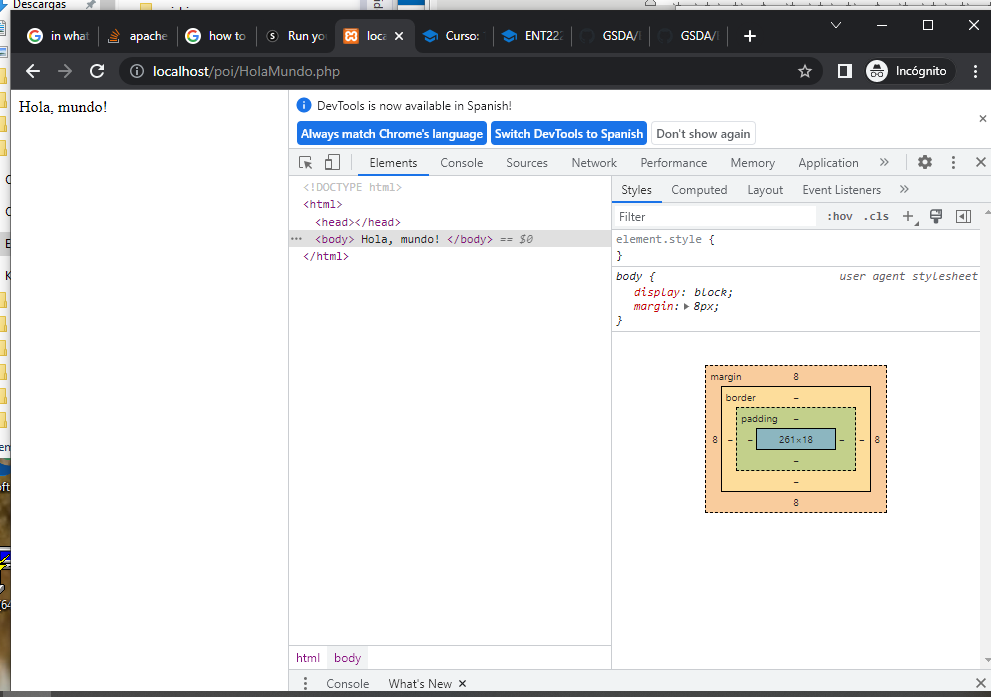 Descargas
in what
apache
how to
Run yo
loca
Curso:
ENT222
GSDA/
GSDA/
localhost/poi/HolaMundo.php
Incógnito
Hola, mundo!
DevTools is now available in Spanish!
Always match Chrome's language
Switch DevTools to Spanish
Don't show again
Elements
Console
Sources
Network
Performance
Memory
Application
»
<!DOCTYPE html>
<html>
<head></head>
··· <body> Hola, mundo! </body> == $0
</html>
html
body
Styles
Computed
Layout
Event Listeners
»
Filter
:hov
.cls
element.style {
}
body {
user agent stylesheet
display: block;
margin: 8px;
}
margin
8
border
–
padding
–
8
–
–
261×18
–
–
8
–
–
8
Console
What's New